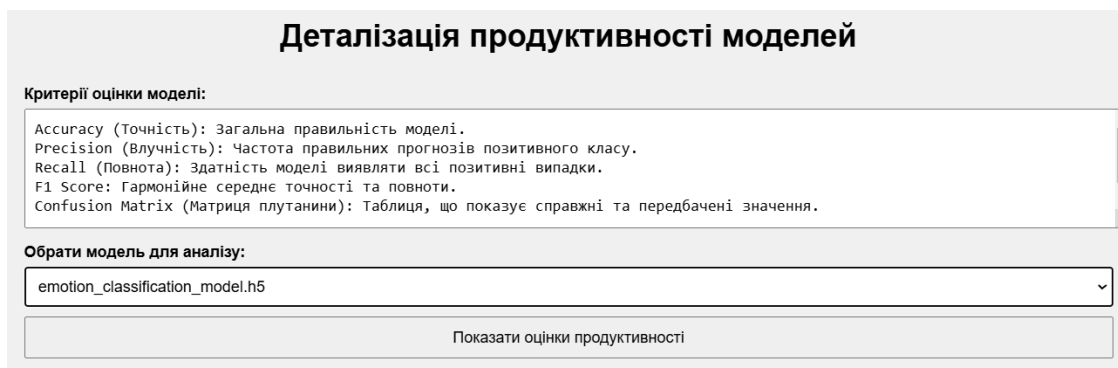 Деталізація продуктивності моделей
Критерії оцінки моделі:
Accuracy (Точність): Загальна правильність моделі.
Precision (Влучність): Частота правильних прогнозів позитивного класу.
Recall (Повнота): Здатність моделі виявляти всі позитивні випадки.
F1 Score: Гармонійне середнє точності та повноти.
Confusion Matrix (Матриця плутанини): Таблиця, що показує справжні та передбачені значення.
Обрати модель для аналізу:
emotion_classification_model.h5
Показати оцінки продуктивності